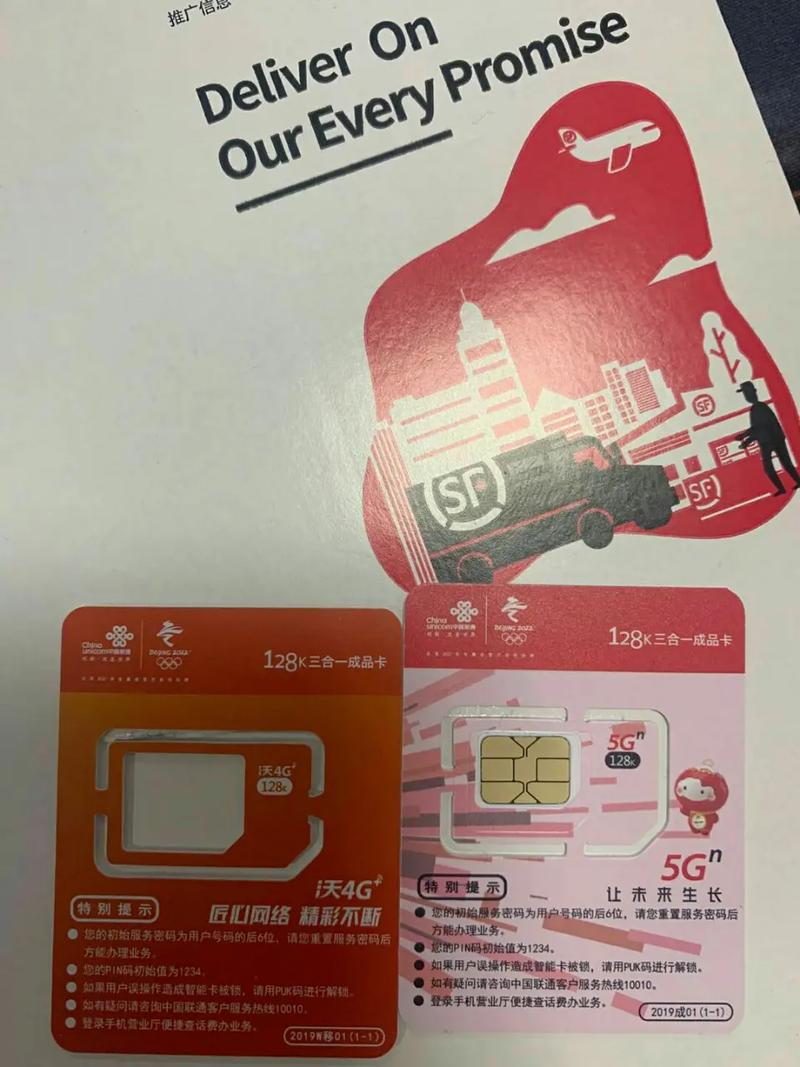 推广信息
Deliver On
Our Every Promise
SF
SF
SF
China
unicom中国联通
BEIJING 2022
128K三合一成品卡
沃4G+
128K
沃4G+
匠心网络 精彩不断
特别提示
您的初始服务密码为用户号码的后6位，请您重置服务密码后
方能办理业务。
您的PIN码初始值为1234。
如果用户误操作造成智能卡被锁，请用PUK码进行解锁。
如有疑问请咨询中国联通客户服务热线10010。
登录手机营业厅便捷查话费办业务。
2019W移01(1-1)
China
unicom中国联通
BEIJING 2022
128K三合一成品卡
5Gⁿ
128K
5Gⁿ
让未来生长
特别提示
您的初始服务密码为用户号码的后6位，请您重置服务密码后
方能办理业务。
您的PIN码初始值为1234。
如果用户误操作造成智能卡被锁，请用PUK码进行解锁。
如有疑问请咨询中国联通客户服务热线10010。
登录手机营业厅便捷查话费办业务。
2019成01(1-1)